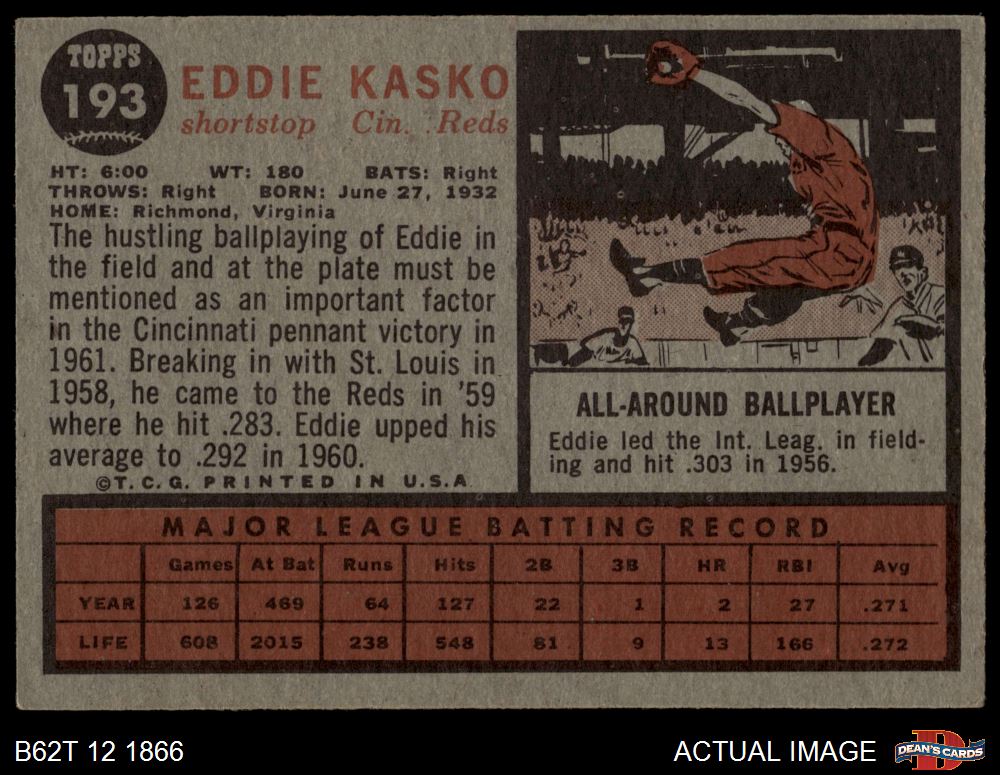 TOPPS
193
EDDIE KASKO
shortstop Cin. Reds
HT: 6:00 WT: 180 BATS: Right
THROWS: Right BORN: June 27, 1932
HOME: Richmond, Virginia
The hustling ballplaying of Eddie in
the field and at the plate must be
mentioned as an important factor
in the Cincinnati pennant victory in
1961. Breaking in with St. Louis in
1958, he came to the Reds in '59
where he hit .283. Eddie upped his
average to .292 in 1960.
©T.C.G. PRINTED IN U.S.A
ALL-AROUND BALLPLAYER
Eddie led the Int. Leag. in field-
ing and hit .303 in 1956.
MAJOR LEAGUE BATTING RECORD
Games At Bat Runs Hits 2B 3B HR RBI Avg
YEAR 126 469 64 127 22 1 2 27 .271
LIFE 608 2015 238 548 81 9 13 166 .272
B62T 12 1866
ACTUAL IMAGE
DEAN'S CARDS